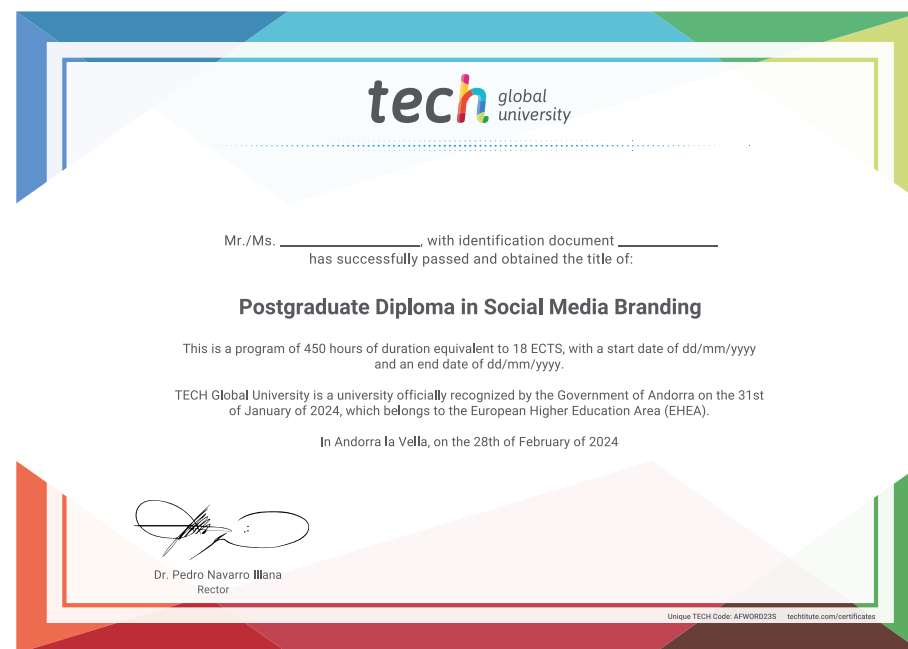 tech global university
Mr./Ms. ____________, with identification document ____________
has successfully passed and obtained the title of:
Postgraduate Diploma in Social Media Branding
This is a program of 450 hours of duration equivalent to 18 ECTS, with a start date of dd/mm/yyyy
and an end date of dd/mm/yyyy.
TECH Global University is a university officially recognized by the Government of Andorra on the 31st
of January of 2024, which belongs to the European Higher Education Area (EHEA).
In Andorra la Vella, on the 28th of February of 2024
Dr. Pedro Navarro Illana
Rector
Unique TECH Code: AFWORD23S techtitute.com/certificates